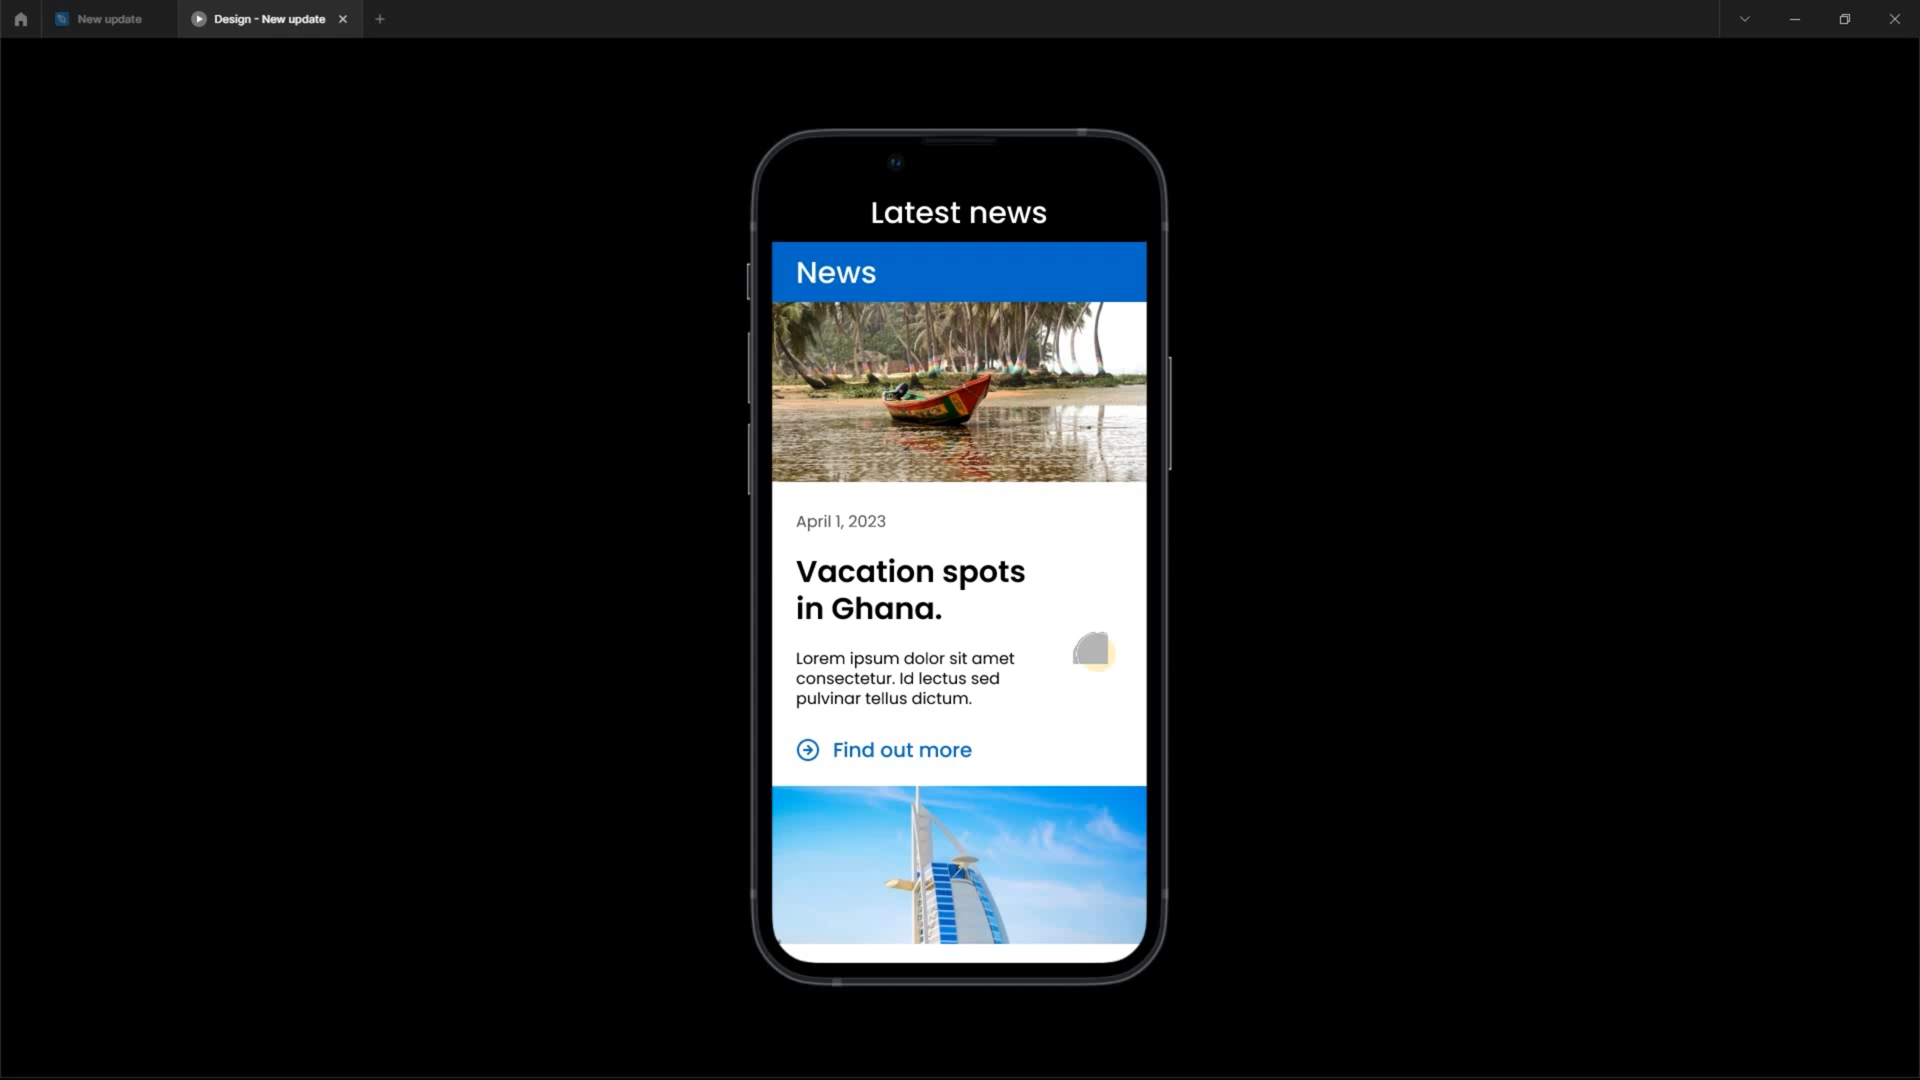 New update
Design - New update
Latest news
News
April 1, 2023
Vacation spots
in Ghana.
Lorem ipsum dolor sit amet
consectetur. Id lectus sed
pulvinar tellus dictum.
Find out more